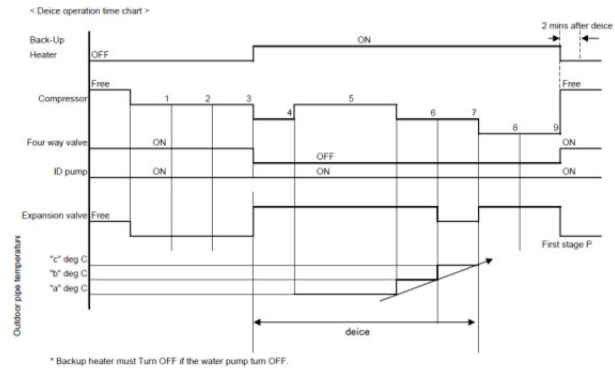 < Deice operation time chart >
2 mins after deice
Back-Up
Heater
OFF
ON
Free
Free
Compressor
1
2
3
4
5
6
7
8
9
Four way valve
ON
OFF
ON
ID pump
ON
ON
ON
Expansion valve
Free
First stage P
Outdoor pipe temperature
"c" deg C
"b" deg C
"a" deg C
deice
* Backup heater must Turn OFF if the water pump turn OFF.